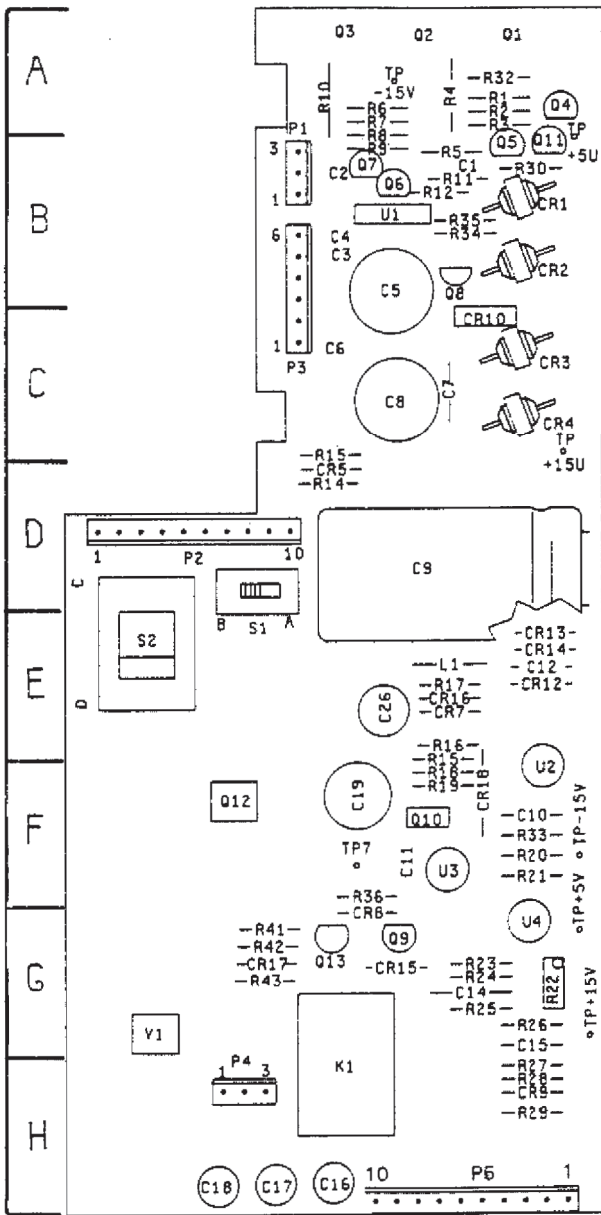 A
Q3 Q2 Q1
TP
-15V
R10
R4
R32
R6
R7
R8
R9
R1
R2
R3
Q4
TP
+5U
P1
3
1
C2
Q7
Q6
R5
C1
R11
R12
Q5
Q11
R30
B
U1
CR1
R35
R34
6
C4
C3
C5
Q8
CR2
CR10
1
P3
C6
C
C8
C7
CR3
CR4
TP
+15U
R15
CR5
R14
D
1 P2 10
C9
C
S2
D
B S1 A
CR13
CR14
C12
CR12
E
L1
R17
CR16
CR7
C26
R16
R15
R18
R19
CR18
U2
F
Q12
C19
Q10
C10
R33
R20
R21
TP-15V
TP7
C11
U3
TP+5V
R36
CR8
U4
G
R41
R42
CR17
R43
Q13
Q9
CR15
R23
R24
C14
R25
R22
TP+15V
R26
C15
R27
R28
CR9
R29
Y1
P4
1 3
K1
H
C18 C17 C16
10 P6 1